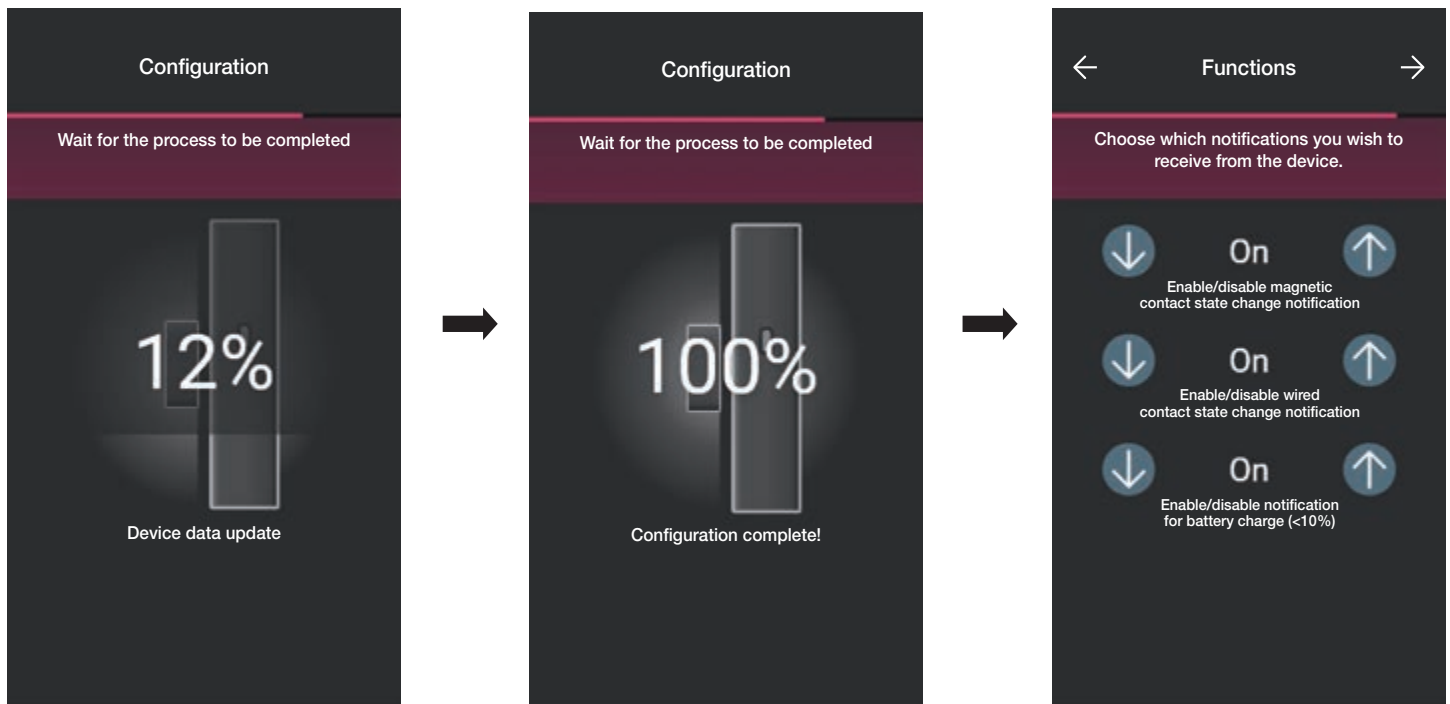 Configuration
Wait for the process to be completed
12%
Device data update
Configuration
Wait for the process to be completed
100%
Configuration complete!
Functions
Choose which notifications you wish to
receive from the device.
On
Enable/disable magnetic
contact state change notification
On
Enable/disable wired
contact state change notification
On
Enable/disable notification
for battery charge (<10%)